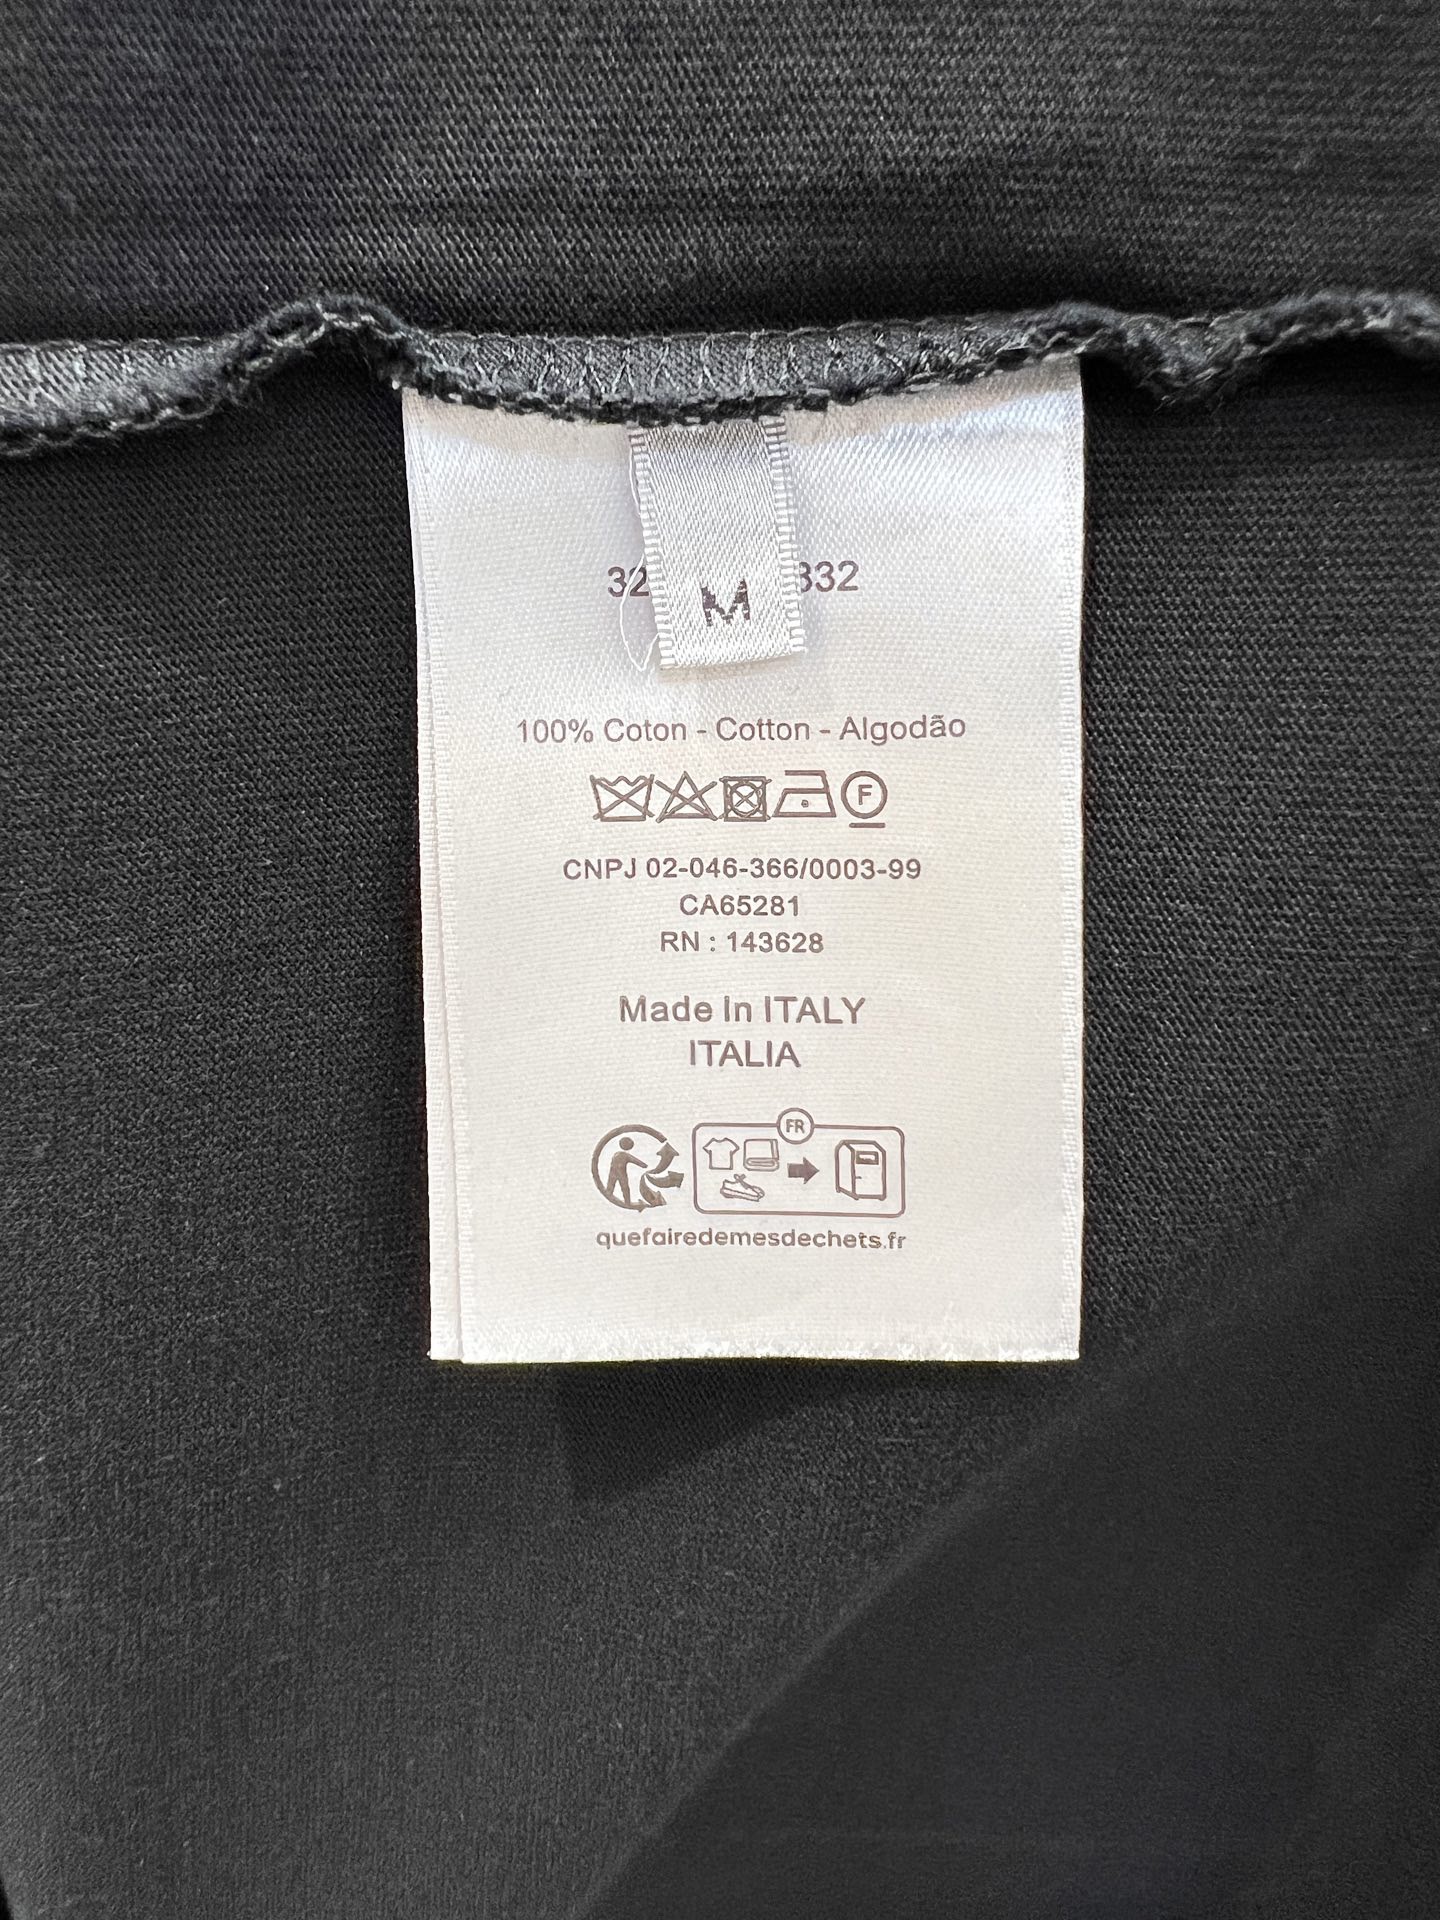 32 332
M
100% Coton - Cotton - Algodão
F
CNPJ 02-046-366/0003-99
CA65281
RN : 143628
Made In ITALY
ITALIA
FR
quefairedemesdechets.fr